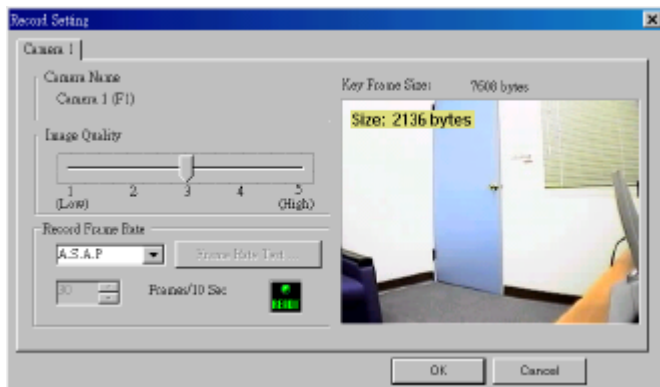 Record Setting
Camera 1
Camera Name
Camera 1 (F1)
Image Quality
1 2 3 4 5
(Low) (High)
Record Frame Rate
A.S.A.P
Frame Rate Test ...
30 Frames/10 Sec
Key Frame Size: 7608 bytes
Size: 2136 bytes
OK Cancel